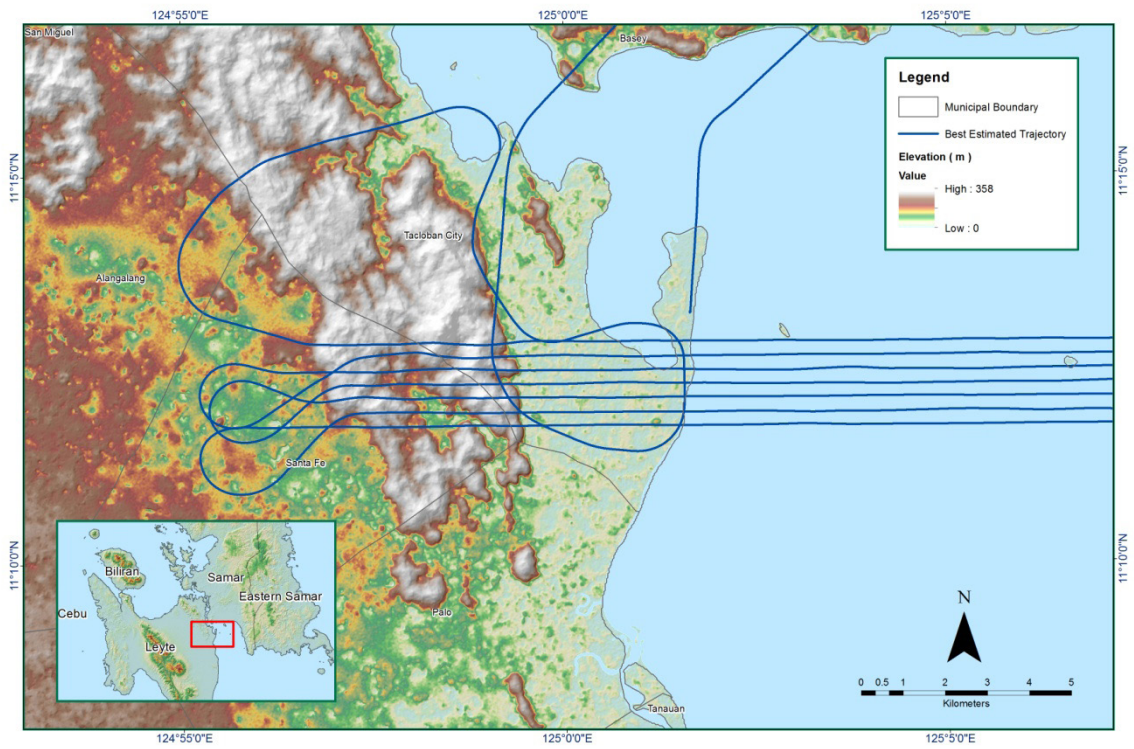 124°55'0"E
125°0'0"E
125°5'0"E
San Miguel
Basey
Legend
Municipal Boundary
Best Estimated Trajectory
Elevation ( m )
Value
High : 358
Low : 0
11°15'0"N
11°15'0"N
Tacloban City
Alangalang
Santa Fe
11°10'0"N
11°10'0"N
Biliran
Samar
Eastern Samar
Cebu
Leyte
Palo
Tanauan
N
0 0.5 1 2 3 4 5
Kilometers
124°55'0"E
125°0'0"E
125°5'0"E